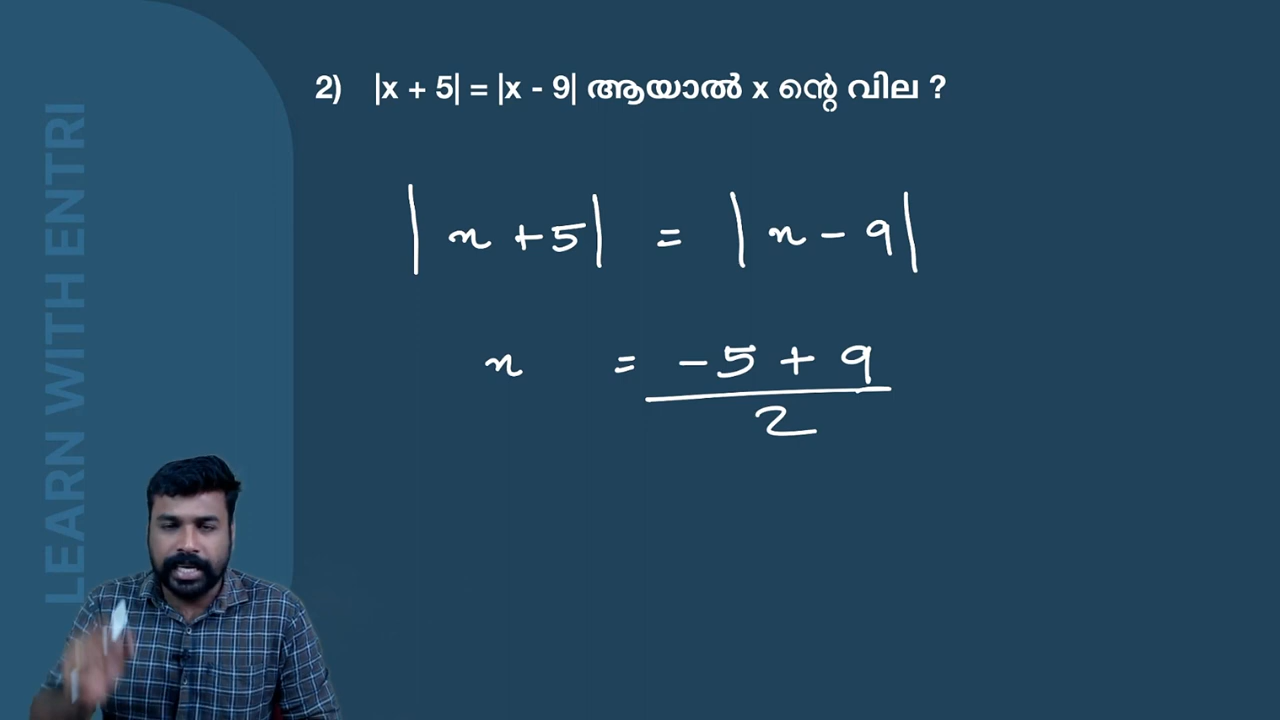 LEARN WITH ENTRI
2) |x + 5| = |x - 9| ആയാൽ x ന്റെ വില ?
|x + 5| = |x - 9|
x = -5 + 9
2